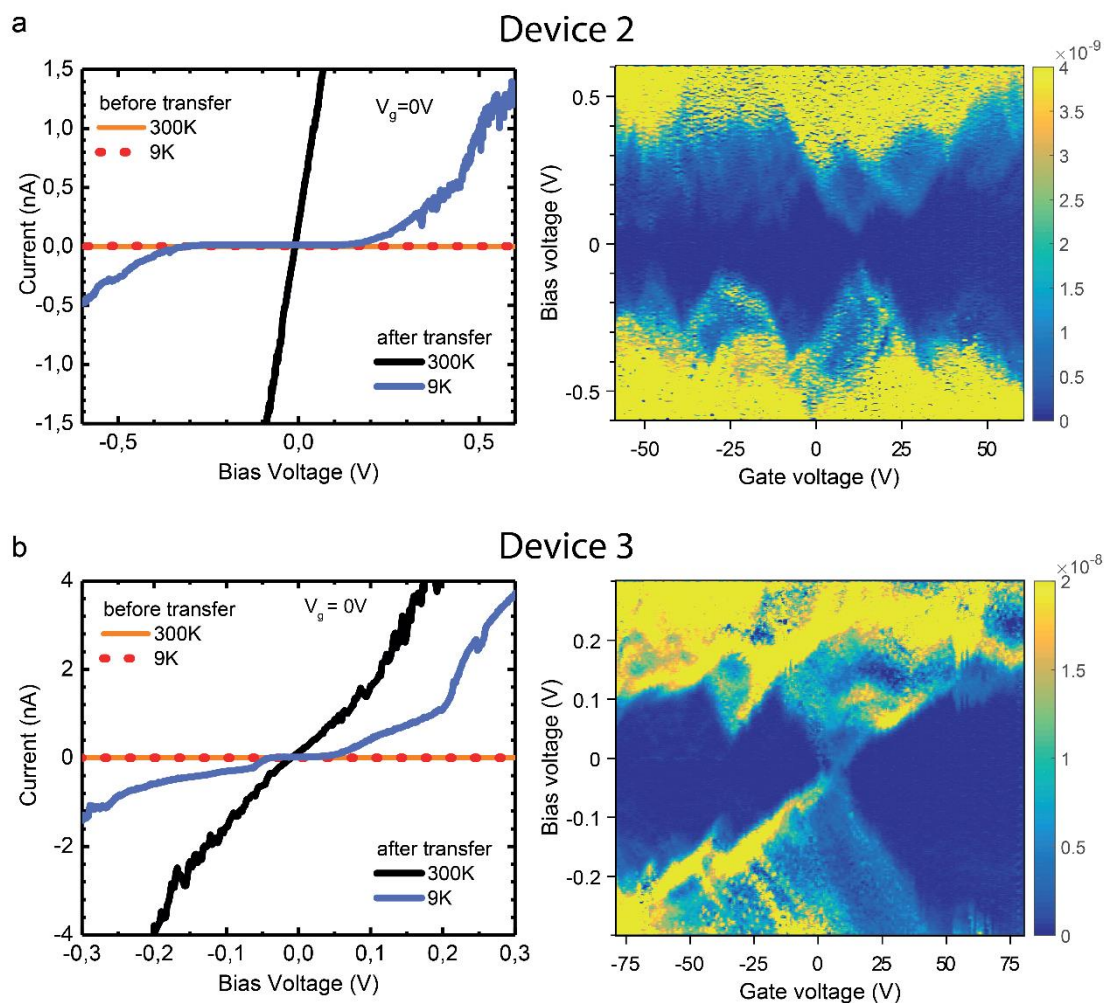 a
Device 2
1,5
1,0
0,5
0,0
-0,5
-1,0
-1,5
Current (nA)
before transfer
300K
9K
V_g=0V
after transfer
300K
9K
-0,5
0,0
0,5
Bias Voltage (V)
0.5
0
-0.5
Bias voltage (V)
-50
-25
0
25
50
Gate voltage (V)
×10^-9
4
3.5
3
2.5
2
1.5
1
0.5
0
b
Device 3
4
2
0
-2
-4
Current (nA)
before transfer
300K
9K
V_g = 0V
after transfer
300K
9K
-0,3
-0,2
-0,1
0,0
0,1
0,2
0,3
Bias Voltage (V)
0.2
0.1
0
-0.1
-0.2
Bias voltage (V)
-75
-50
-25
0
25
50
75
Gate voltage (V)
×10^-8
2
1.5
1
0.5
0